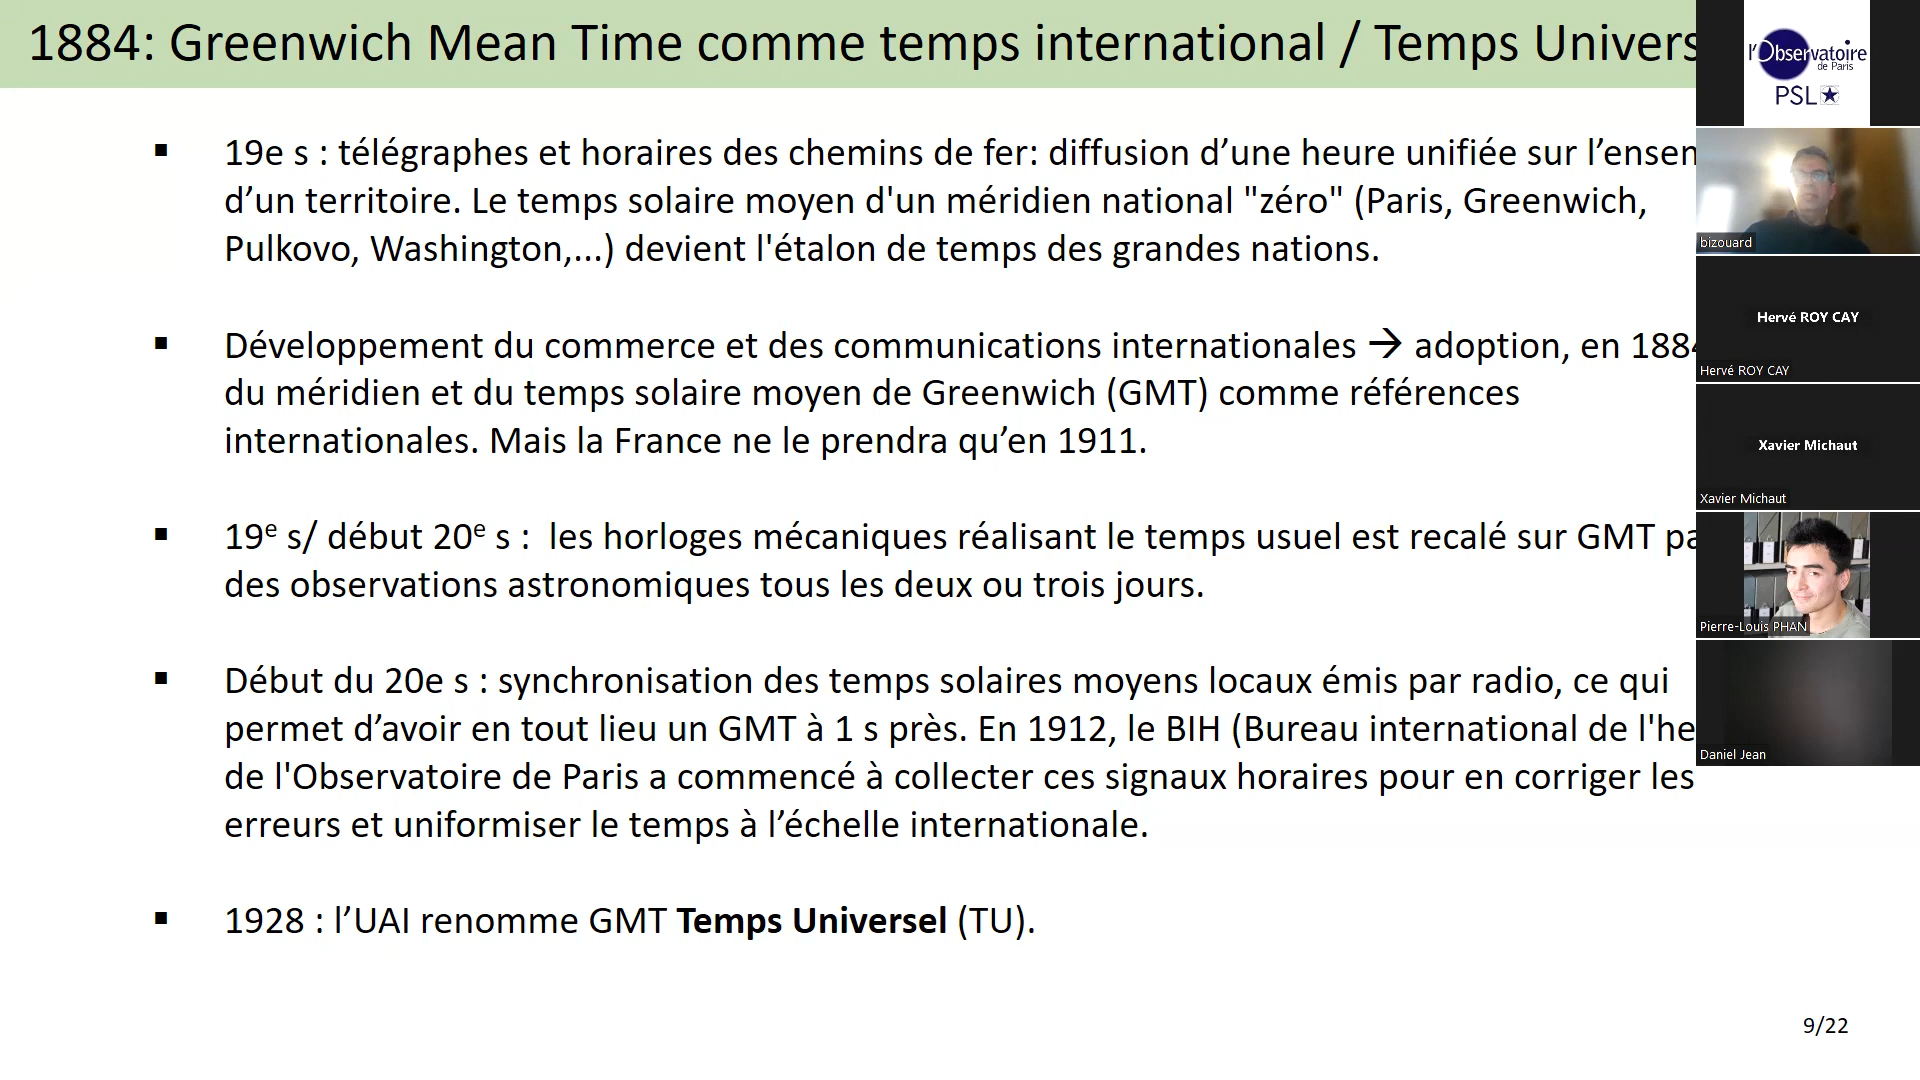 1884: Greenwich Mean Time comme temps international / Temps Univers
■ 19e s : télégraphes et horaires des chemins de fer: diffusion d’une heure unifiée sur l’ensem
d’un territoire. Le temps solaire moyen d'un méridien national "zéro" (Paris, Greenwich,
Pulkovo, Washington,...) devient l'étalon de temps des grandes nations.
■ Développement du commerce et des communications internationales → adoption, en 1884
du méridien et du temps solaire moyen de Greenwich (GMT) comme références
internationales. Mais la France ne le prendra qu’en 1911.
■ 19e s/ début 20e s : les horloges mécaniques réalisant le temps usuel est recalé sur GMT pa
des observations astronomiques tous les deux ou trois jours.
■ Début du 20e s : synchronisation des temps solaires moyens locaux émis par radio, ce qui
permet d’avoir en tout lieu un GMT à 1 s près. En 1912, le BIH (Bureau international de l'he
de l'Observatoire de Paris a commencé à collecter ces signaux horaires pour en corriger les
erreurs et uniformiser le temps à l’échelle internationale.
■ 1928 : l’UAI renomme GMT Temps Universel (TU).
9/22
l'Observatoire
de Paris
PSL★
bizouard
Hervé ROY CAY
Hervé ROY CAY
Xavier Michaut
Xavier Michaut
Pierre-Louis PHAN
Daniel Jean